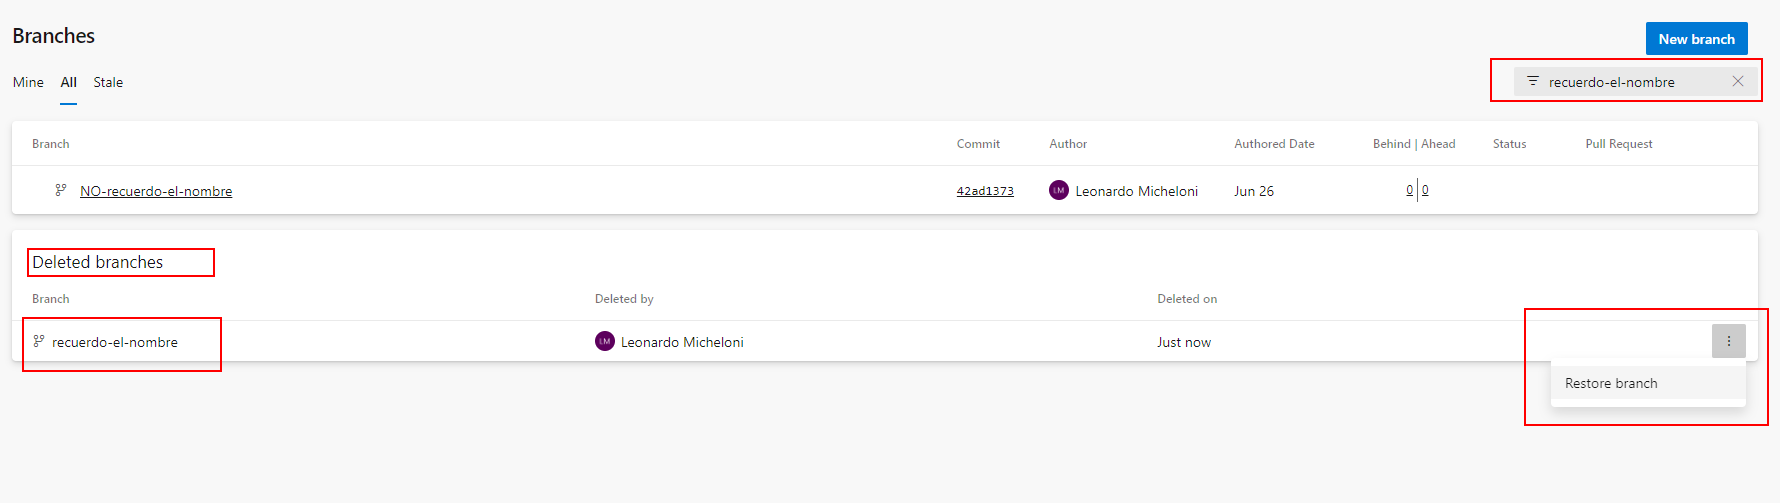 Branches
New branch
Mine All Stale
recuerdo-el-nombre
Branch Commit Author Authored Date Behind | Ahead Status Pull Request
NO-recuerdo-el-nombre 42ad1373 LM Leonardo Micheloni Jun 26 0 0
Deleted branches
Branch Deleted by Deleted on
recuerdo-el-nombre LM Leonardo Micheloni Just now
Restore branch